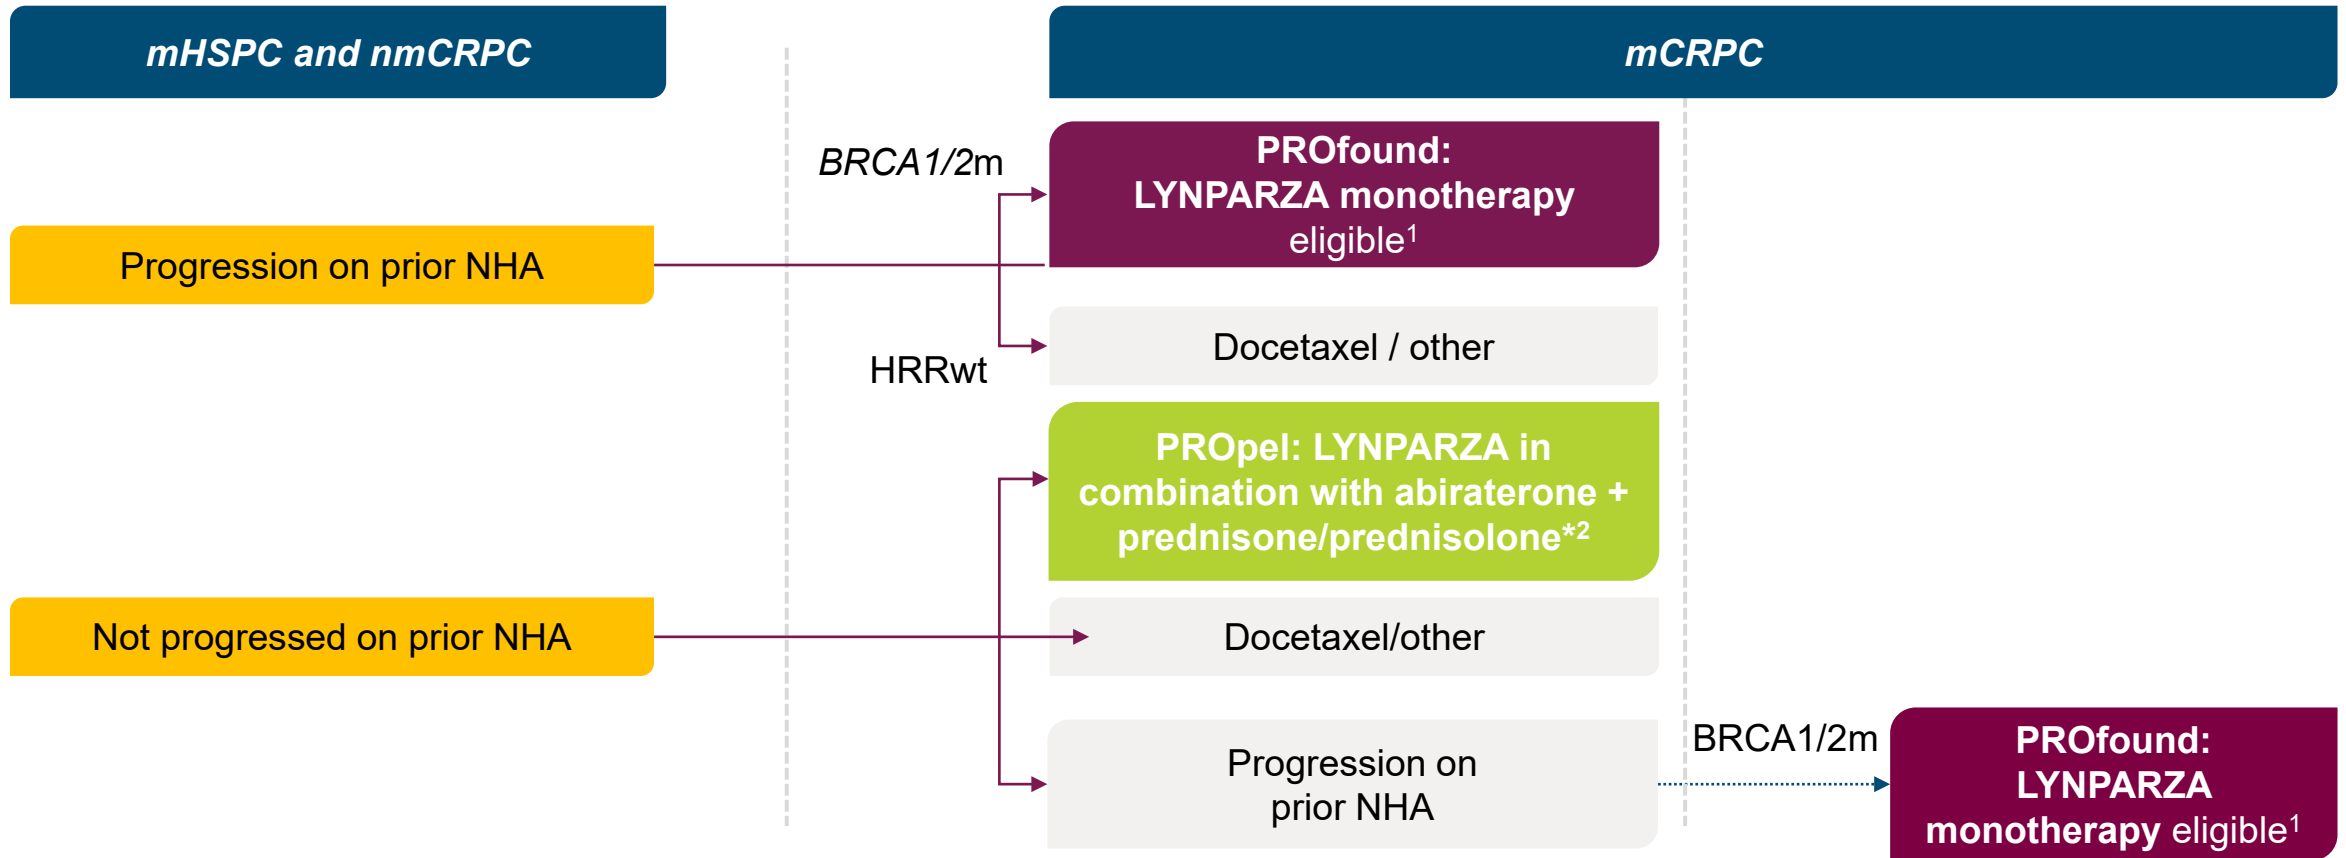 mHSPC and nmCRPC
mCRPC
BRCA1/2m
PROfound:
LYNPARZA monotherapy
eligible¹
Progression on prior NHA
Docetaxel / other
HRRwt
PROpel: LYNPARZA in
combination with abiraterone +
prednisone/prednisolone*²
Not progressed on prior NHA
Docetaxel/other
Progression on
prior NHA
BRCA1/2m
PROfound:
LYNPARZA
monotherapy eligible¹